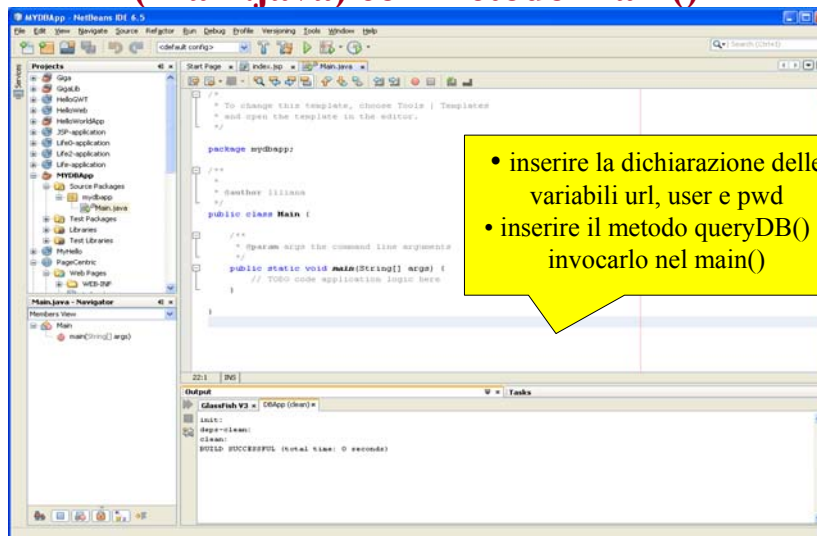 (Main.java) con metodo main()
MYDBApp - NetBeans IDE 6.5
File Edit View Navigate Source Refactor Run Debug Profile Versioning Tools Window Help
<default config>
Search (Ctrl+I)
Services
Projects
Giga
GigaLib
HelloGWT
HelloWeb
HelloWorldApp
JSP-application
Life0-application
Life2-application
Life-application
MYDBApp
Source Packages
mydbapp
Main.java
Test Packages
Libraries
Test Libraries
MyHello
PageCentric
Web Pages
WEB-INF
Start Page index.jsp Main.java
/*
* To change this template, choose Tools | Templates
* and open the template in the editor.
*/
package mydbapp;
/**
*
* @author liliana
*/
public class Main {
/**
* @param args the command line arguments
*/
public static void main(String[] args) {
// TODO code application logic here
}
}
• inserire la dichiarazione delle
variabili url, user e pwd
• inserire il metodo queryDB()
invocarlo nel main()
Main.java - Navigator
Members View
Main
main(String[] args)
22:1 INS
Output
Tasks
GlassFish V3 DBApp (clean)
init:
deps-clean:
clean:
BUILD SUCCESSFUL (total time: 0 seconds)